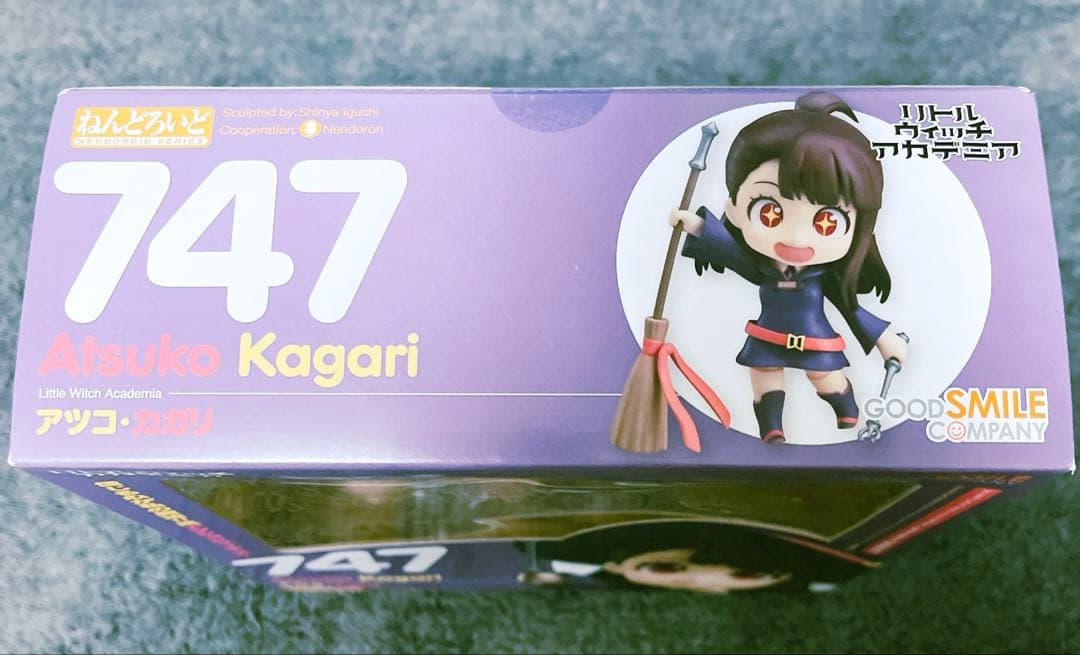 ねんどろいど
NENDOROID SERIES
Sculpted by: Shinya Iguchi
Cooperation: Nendoron
747
Atsuko Kagari
Little Witch Academia
アツコ・カガリ
リトル
ウィッチ
アカデミア
GOOD SMILE
COMPANY
747
Kagari